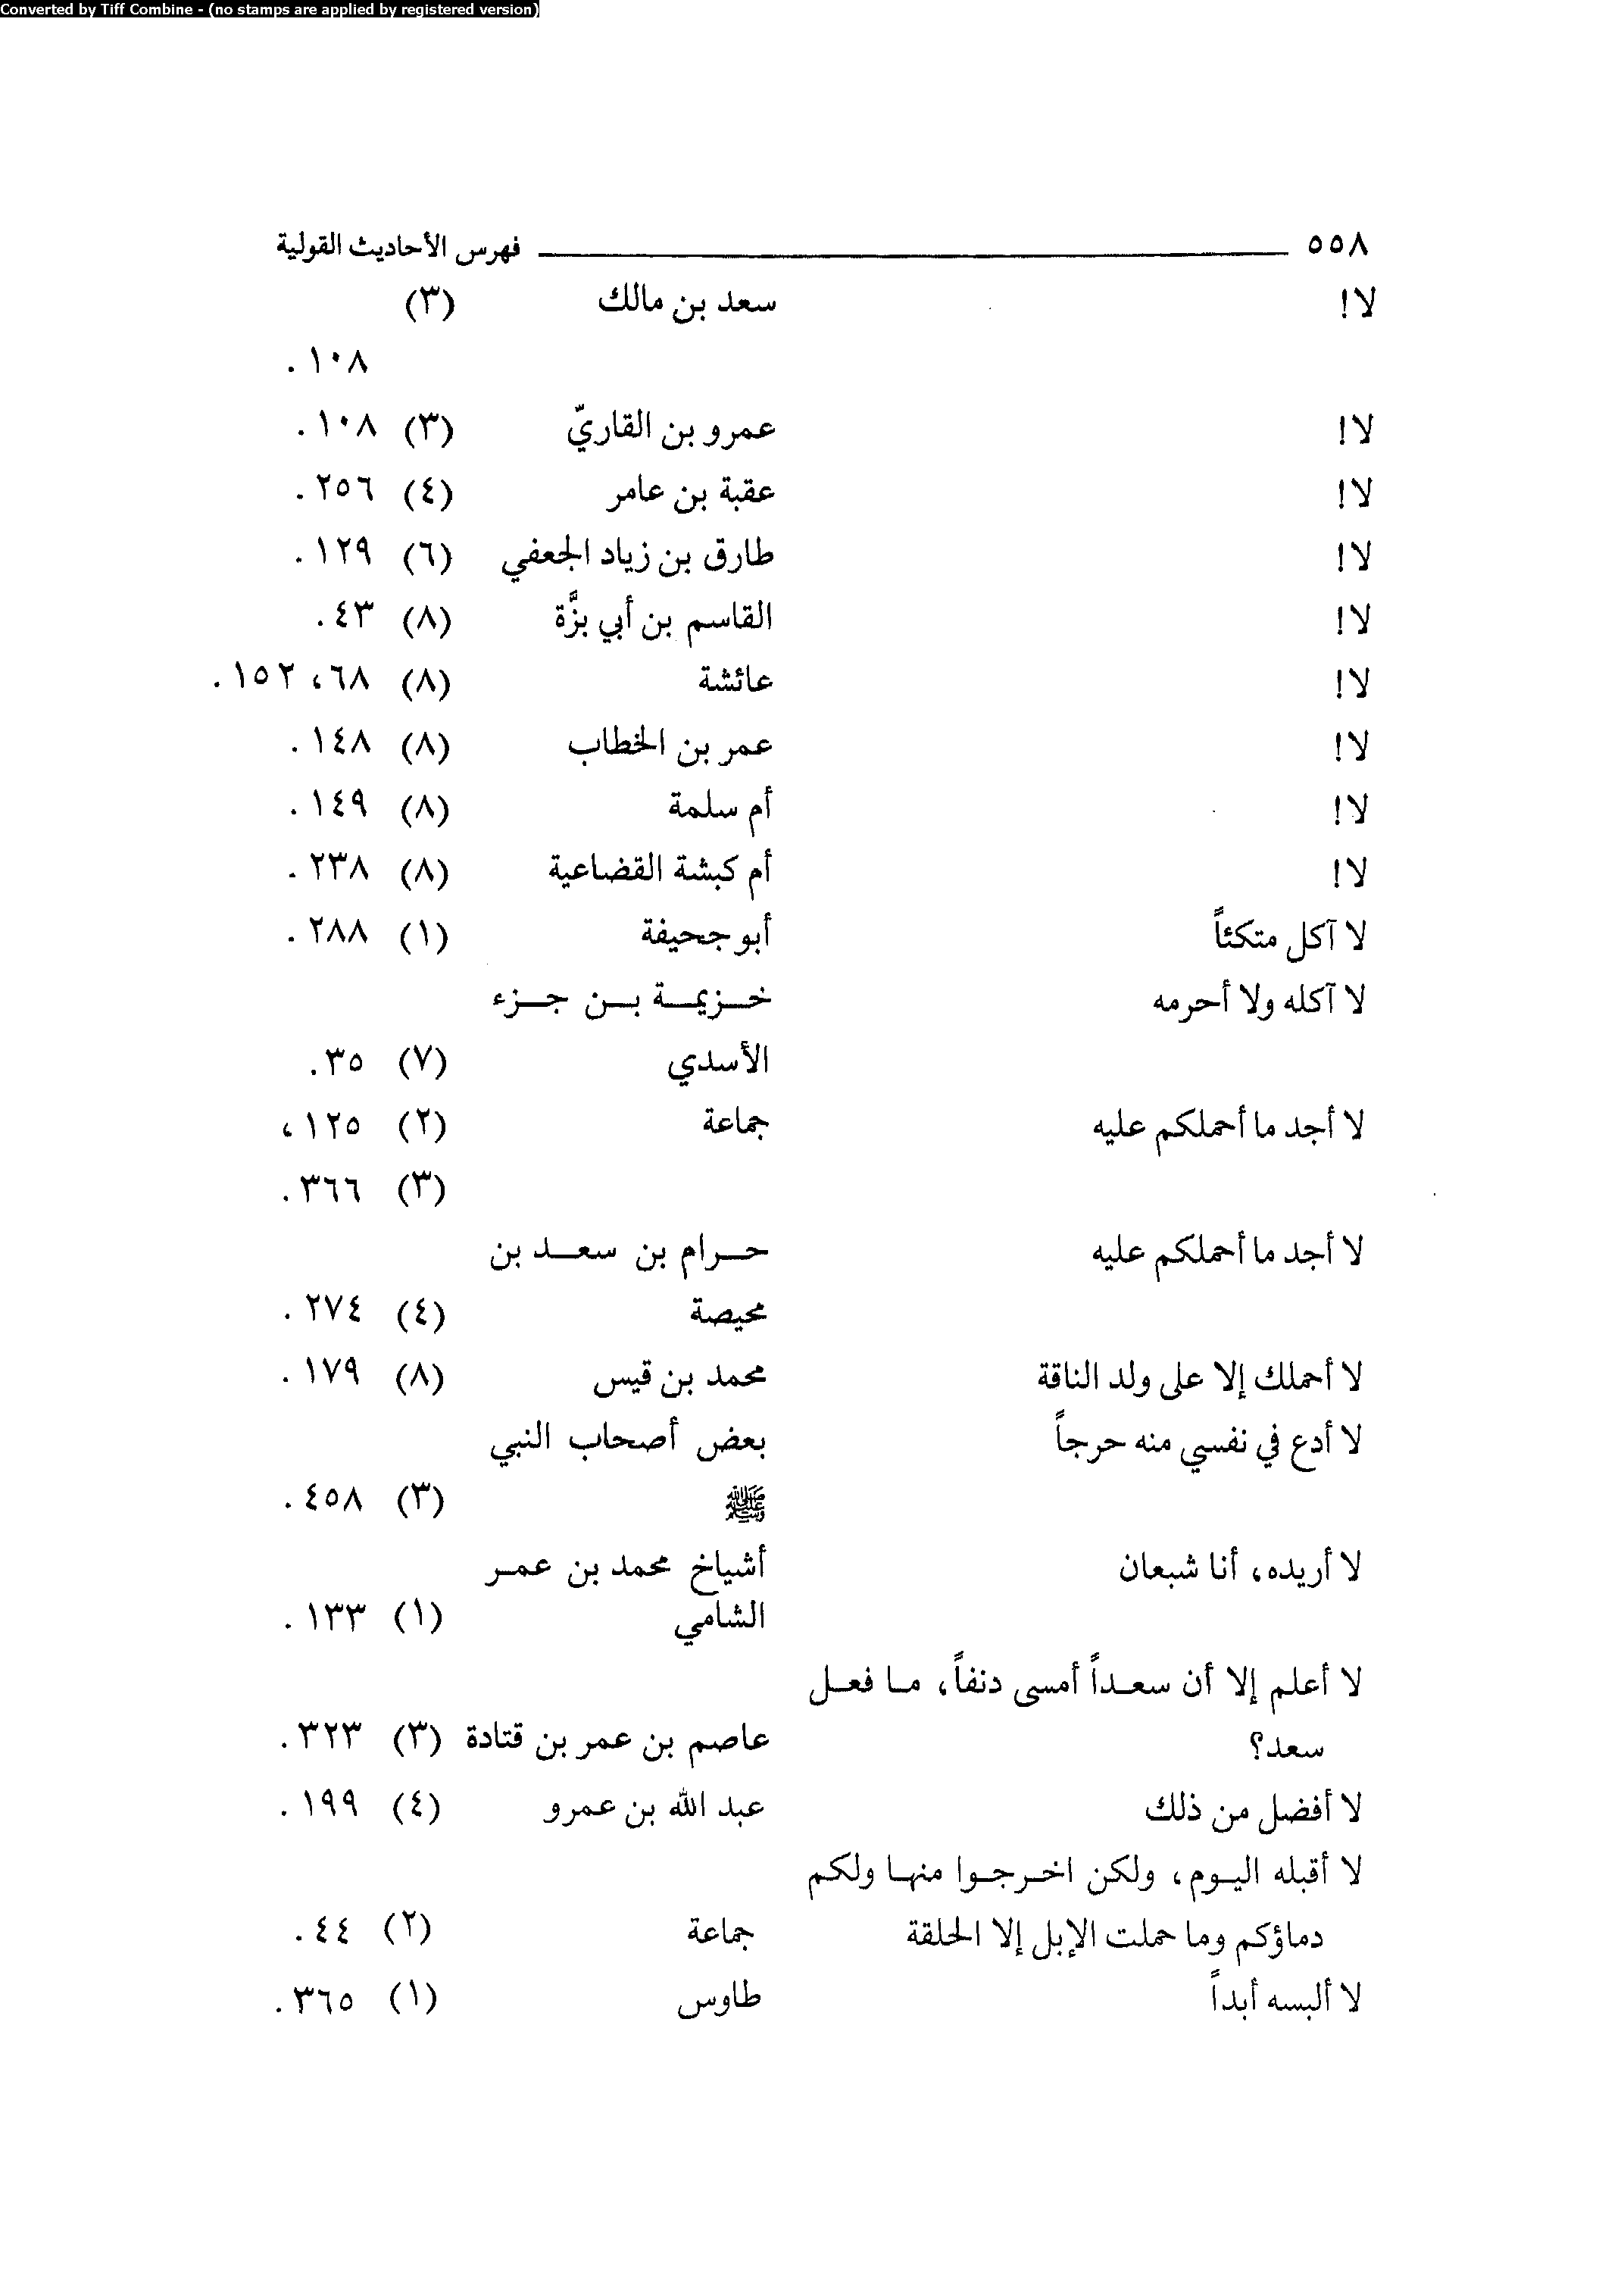 Converted by Tiff Combine - (no stamps are applied by registered version)
٥٥٨ فهرس الأحاديث القولية
لا! سعد بن مالك (٣)
١٠٨.
لا! عمرو بن القاريّ (٣) ١٠٨.
لا! عقبة بن عامر (٤) ٢٥٦.
لا! طارق بن زياد الجعفي (٦) ١٢٩.
لا! القاسم بن أبي بزَّة (٨) ٤٣.
لا! عائشة (٨) ٦٨، ١٥٢.
لا! عمر بن الخطاب (٨) ١٤٨.
لا! أم سلمة (٨) ١٤٩.
لا! أم كبشة القضاعية (٨) ٢٣٨.
لا آكل متكئاً أبو جحيفة (١) ٢٨٨.
لا آكله ولا أحرمه خزيمة بن جزء
الأسدي (٧) ٣٥.
لا أجد ما أحملكم عليه جماعة (٢) ١٢٥،
(٣) ٣٦٦.
لا أجد ما أحملكم عليه حرام بن سعد بن
محيصة (٤) ٢٧٤.
لا أحملك إلا على ولد الناقة محمد بن قيس (٨) ١٧٩.
لا أدع في نفسي منه حرجاً بعض أصحاب النبي
ﷺ (٣) ٤٥٨.
لا أريده، أنا شبعان أشياخ محمد بن عمر
الشامي (١) ١٣٣.
لا أعلم إلا أن سعداً أمسى دنفاً، ما فعل
سعد؟ عاصم بن عمر بن قتادة (٣) ٣٢٣.
لا أفضل من ذلك عبد الله بن عمرو (٤) ١٩٩.
لا أقبله اليوم، ولكن اخرجوا منها ولكم
دماؤكم وما حملت الإبل إلا الحلقة جماعة (٢) ٤٤.
لا ألبسه أبداً طاوس (١) ٣٦٥.